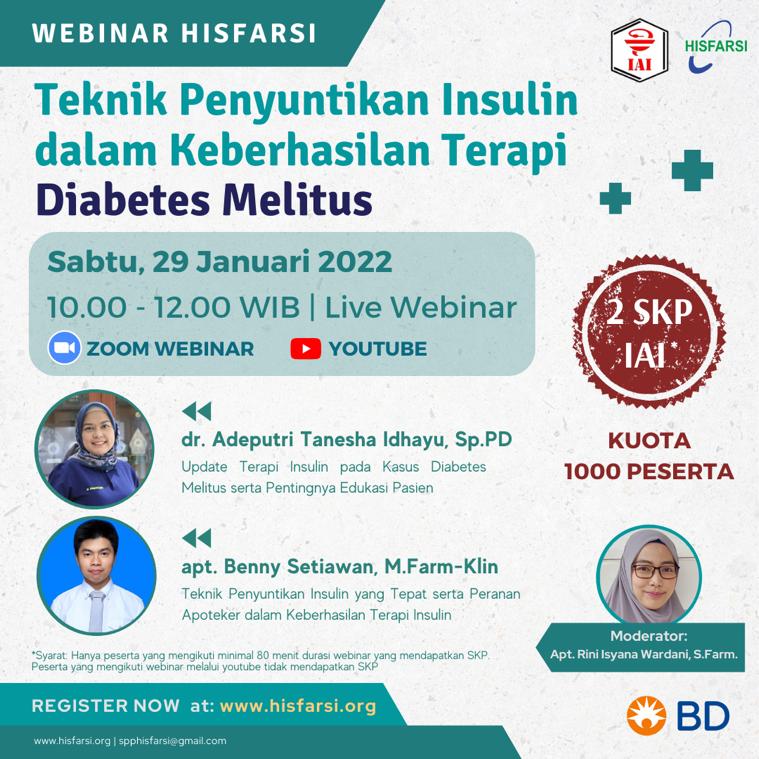 WEBINAR HISFARSI
IAI
HISFARSI
Teknik Penyuntikan Insulin
dalam Keberhasilan Terapi
Diabetes Melitus
Sabtu, 29 Januari 2022
10.00 - 12.00 WIB | Live Webinar
ZOOM WEBINAR
YOUTUBE
2 SKP
IAI*
KUOTA
1000 PESERTA
dr. Adeputri Tanesha Idhayu, Sp.PD
Update Terapi Insulin pada Kasus Diabetes
Melitus serta Pentingnya Edukasi Pasien
apt. Benny Setiawan, M.Farm-Klin
Teknik Penyuntikan Insulin yang Tepat serta Peranan
Apoteker dalam Keberhasilan Terapi Insulin
Moderator:
Apt. Rini Isyana Wardani, S.Farm.
*Syarat: Hanya peserta yang mengikuti minimal 80 menit durasi webinar yang mendapatkan SKP.
Peserta yang mengikuti webinar melalui youtube tidak mendapatkan SKP
REGISTER NOW at: www.hisfarsi.org
BD
www.hisfarsi.org | spphisfarsi@gmail.com